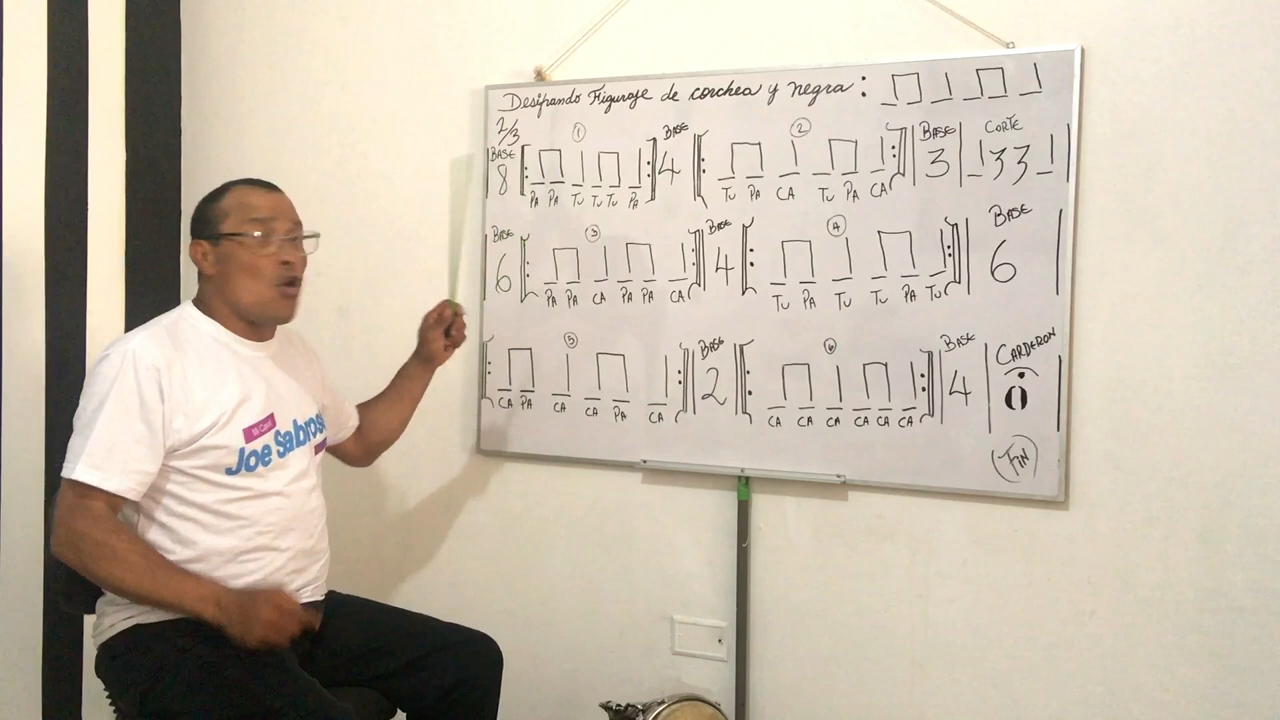 Desifrando Figuraje de corchea y negra:
2/3 ① BASE ② BASE CORTE
BASE 8 4 3 33
PA PA TU TU TU PA TU PA CA TU PA CA
BASE ③ BASE ④ BASE
6 4 6
PA PA CA PA PA CA TU PA TU TU PA TU
⑤ BASE ⑥ BASE CARDERON
2 4
CA PA CA CA PA CA CA CA CA CA CA CA
(FIN)
Mi Canal
Joe Sabroso